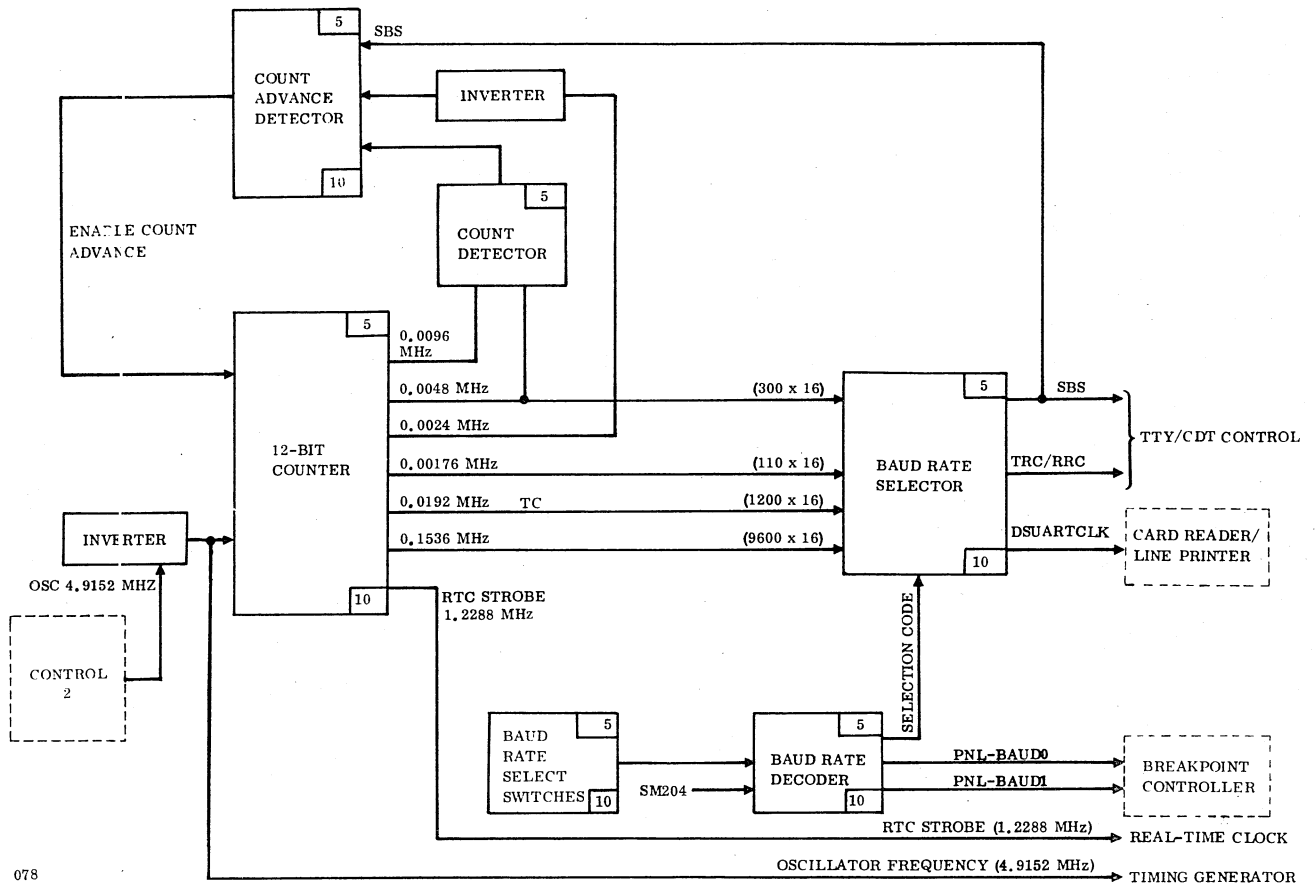 5
SBS
COUNT
ADVANCE
DETECTOR
10
INVERTER
5
COUNT
DETECTOR
ENABLE COUNT
ADVANCE
5
12-BIT
COUNTER
10
0.0096
MHz
0.0048 MHz
(300 x 16)
0.0024 MHz
0.00176 MHz
(110 x 16)
0.0192 MHz TC
(1200 x 16)
0.1536 MHz
(9600 x 16)
RTC STROBE
1.2288 MHz
5
BAUD RATE
SELECTOR
10
SBS
TRC/RRC
TTY/CDT CONTROL
DSUARTCLK
CARD READER/
LINE PRINTER
INVERTER
OSC 4.9152 MHZ
CONTROL
2
SELECTION CODE
5
BAUD
RATE
SELECT
SWITCHES
10
SM204
5
BAUD RATE
DECODER
10
PNL-BAUD0
PNL-BAUD1
BREAKPOINT
CONTROLLER
RTC STROBE (1.2288 MHz)
REAL-TIME CLOCK
OSCILLATOR FREQUENCY (4.9152 MHz)
TIMING GENERATOR
078